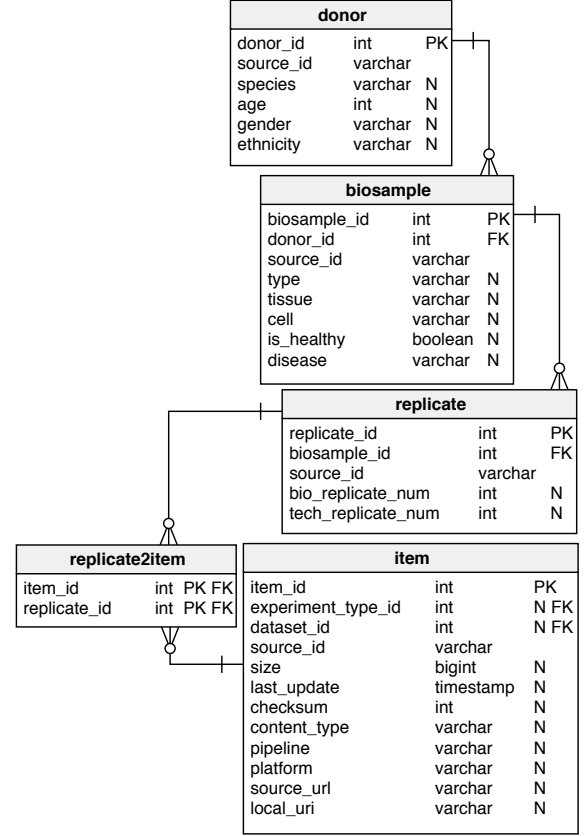 donor
donor_id int PK
source_id varchar
species varchar N
age int N
gender varchar N
ethnicity varchar N
biosample
biosample_id int PK
donor_id int FK
source_id varchar
type varchar N
tissue varchar N
cell varchar N
is_healthy boolean N
disease varchar N
replicate
replicate_id int PK
biosample_id int FK
source_id varchar
bio_replicate_num int N
tech_replicate_num int N
replicate2item
item_id int PK FK
replicate_id int PK FK
item
item_id int PK
experiment_type_id int N FK
dataset_id int N FK
source_id varchar
size bigint N
last_update timestamp N
checksum int N
content_type varchar N
pipeline varchar N
platform varchar N
source_url varchar N
local_uri varchar N